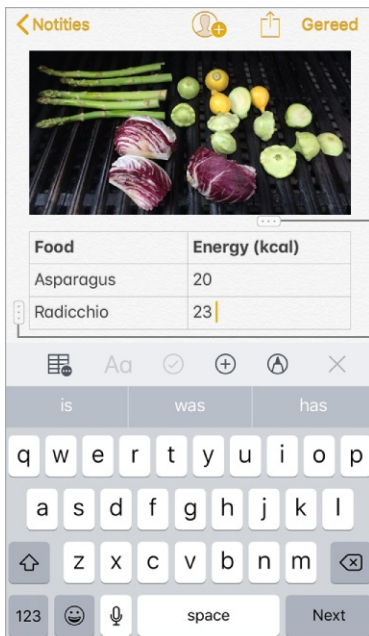 Notities Gereed
Food Energy (kcal)
Asparagus 20
Radicchio 23
Aa
is was has
q w e r t y u i o p
a s d f g h j k l
z x c v b n m
123 space Next